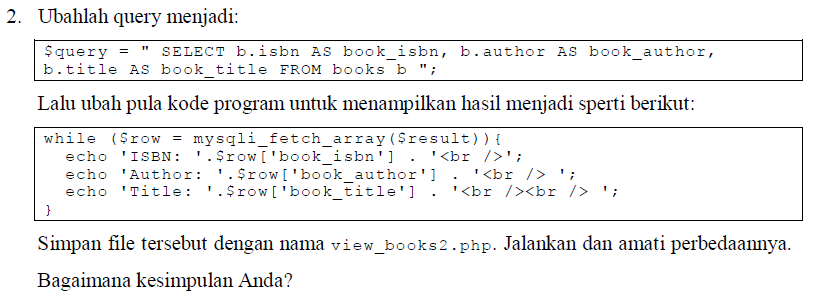 2. Ubahlah query menjadi:
$query = " SELECT b.isbn AS book_isbn, b.author AS book_author,
b.title AS book_title FROM books b ";
Lalu ubah pula kode program untuk menampilkan hasil menjadi sperti berikut:
while ($row = mysqli_fetch_array($result)){
echo 'ISBN: '.$row['book_isbn'] . '<br />';
echo 'Author: '.$row['book_author'] . '<br /> ';
echo 'Title: '.$row['book_title'] . '<br /><br /> ';
}
Simpan file tersebut dengan nama view_books2.php. Jalankan dan amati perbedaannya.
Bagaimana kesimpulan Anda?